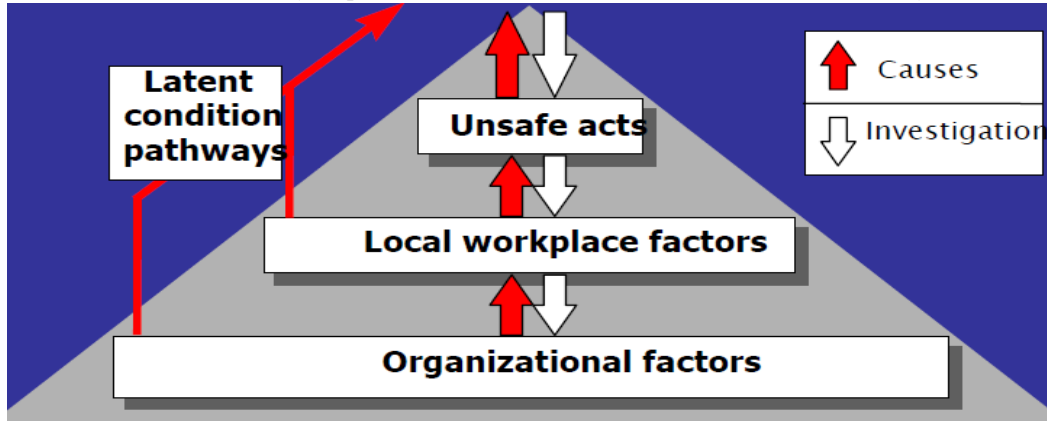 Latent
condition
pathways
Causes
Investigation
Unsafe acts
Local workplace factors
Organizational factors